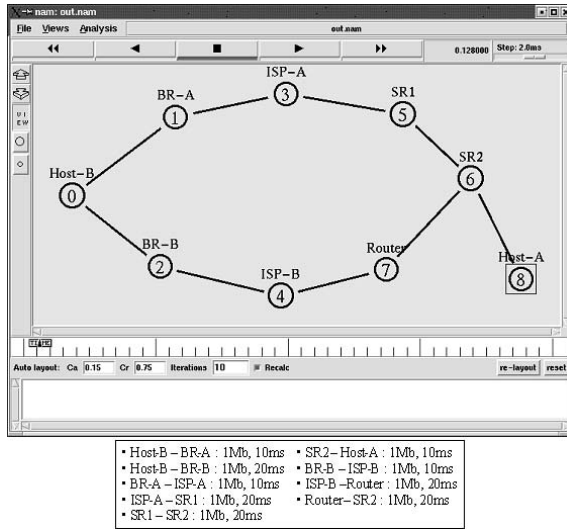 nam: out.nam
File Views Analysis out.nam
0.128000 Step: 2.0ms
VIEW
ISP-A
3
BR-A
1
SR1
5
SR2
6
Host-B
0
BR-B
2
Router
7
Host-A
8
ISP-B
4
TIME
Auto layout: Ca 0.15 Cr 0.75 Iterations 10 Recalc re-layout reset
▪ Host-B – BR-A : 1Mb, 10ms ▪ SR2– Host-A : 1Mb, 10ms
▪ Host-B – BR-B : 1Mb, 20ms ▪ BR-B – ISP-B : 1Mb, 10ms
▪ BR-A – ISP-A : 1Mb, 10ms ▪ ISP-B –Router : 1Mb, 20ms
▪ ISP-A – SR1 : 1Mb, 20ms ▪ Router– SR2 : 1Mb, 20ms
▪ SR1 – SR2 : 1Mb, 20ms